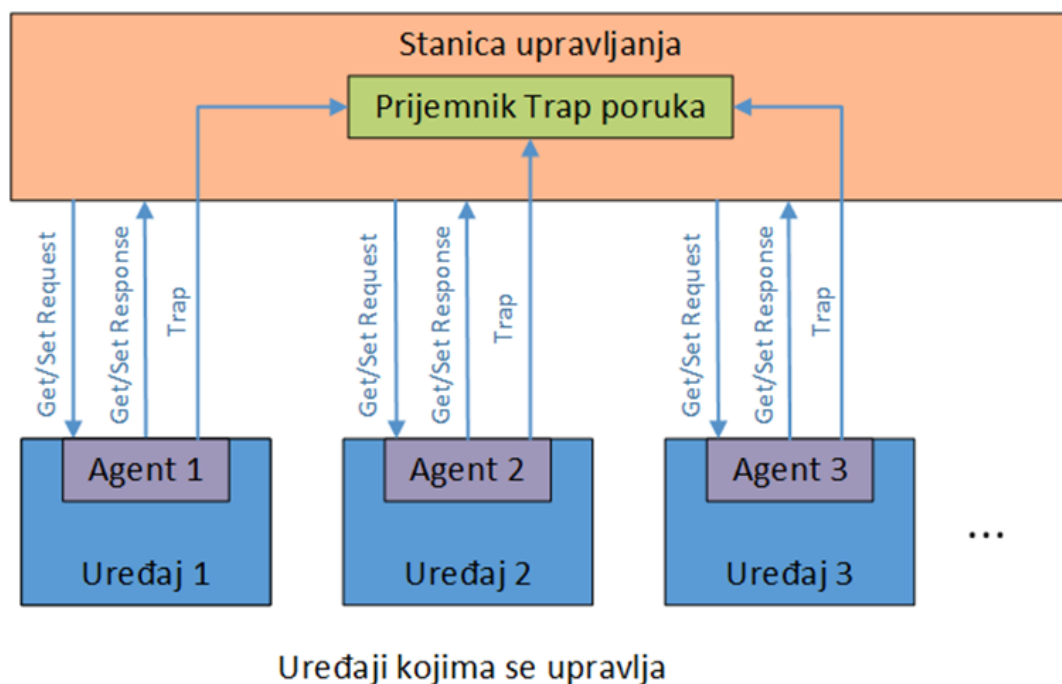 Stanica upravljanja
Prijemnik Trap poruka
Get/Set Request
Get/Set Response
Trap
Get/Set Request
Get/Set Response
Trap
Get/Set Request
Get/Set Response
Trap
Agent 1
Agent 2
Agent 3
Uređaj 1
Uređaj 2
Uređaj 3
...
Uređaji kojima se upravlja